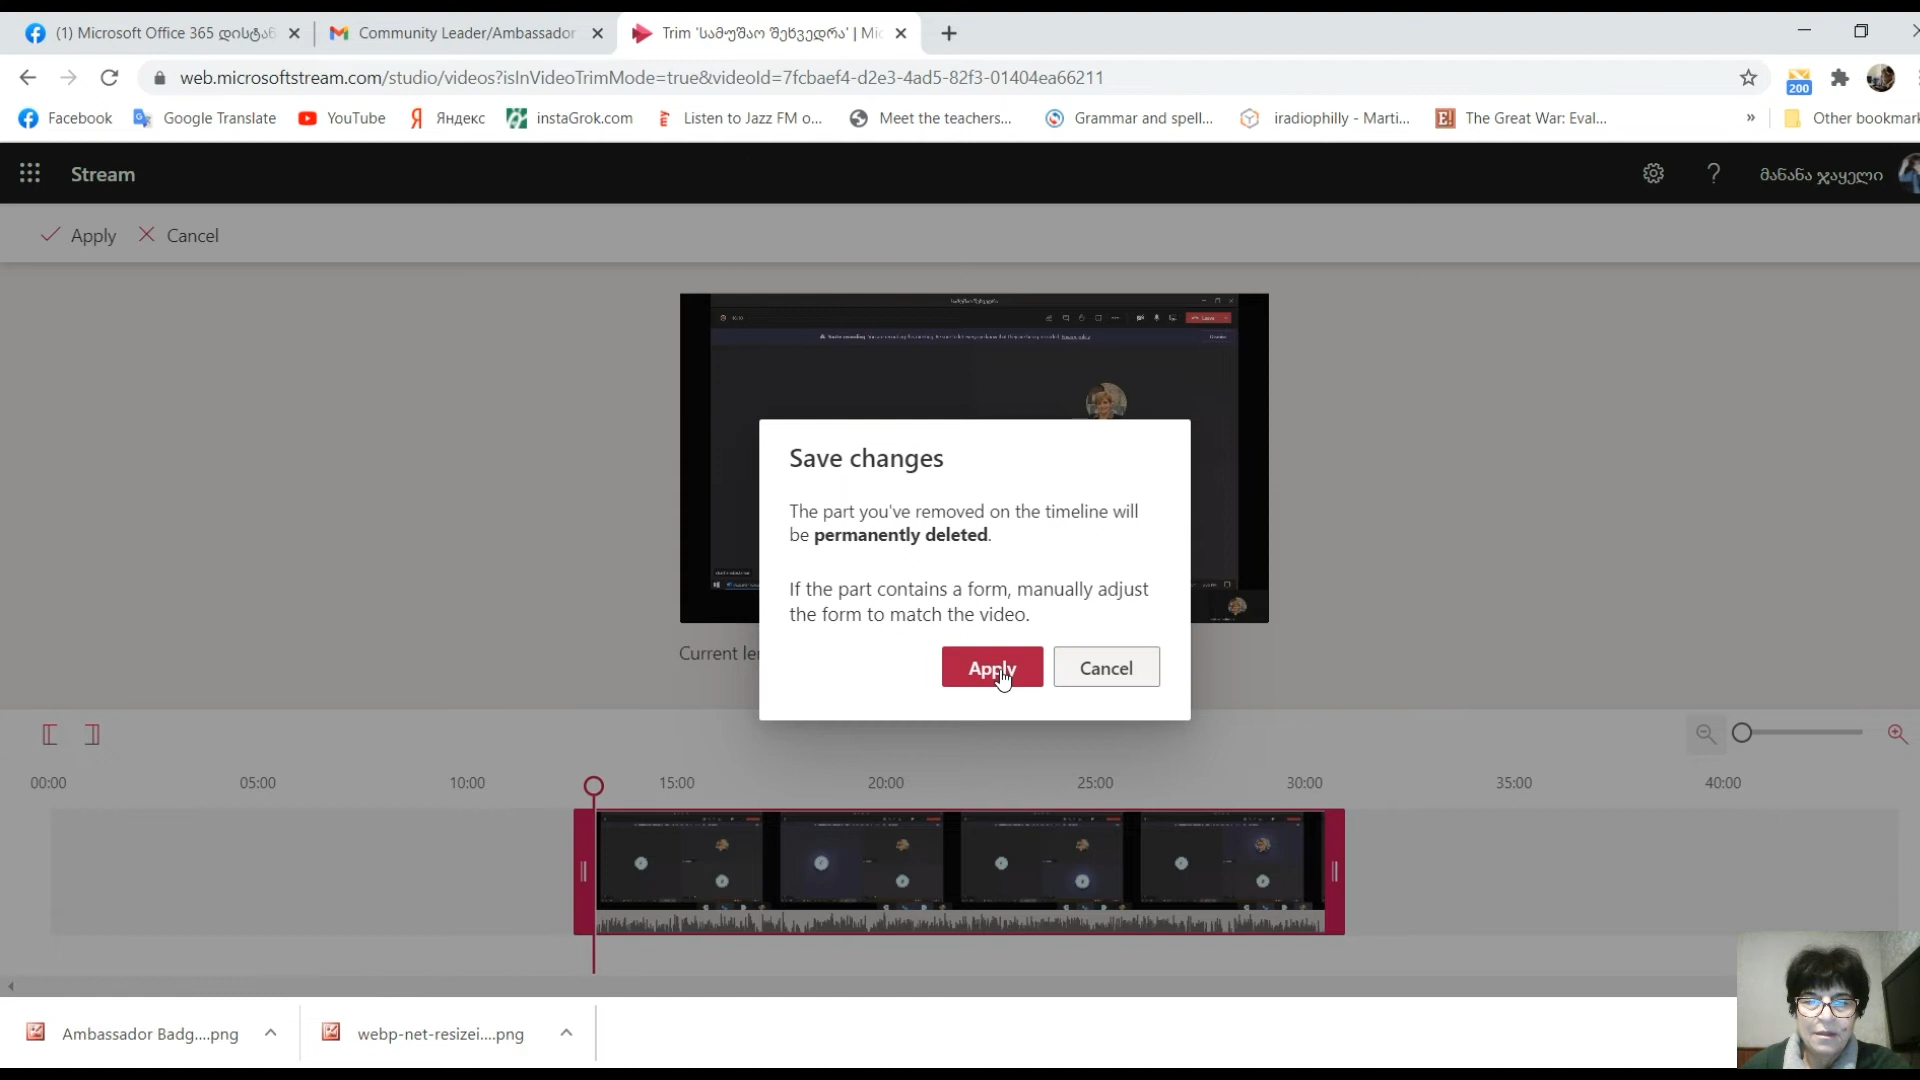 (1) Microsoft Office 365 დისტან
Community Leader/Ambassador
Trim 'სამუშაო შეხვედრა' | Mic
web.microsoftstream.com/studio/videos?isInVideoTrimMode=true&videoId=7fcbaef4-d2e3-4ad5-82f3-01404ea66211
200
Facebook
Google Translate
YouTube
Яндекс
instaGrok.com
Listen to Jazz FM o...
Meet the teachers...
Grammar and spell...
iradiophilly - Marti...
The Great War: Eval...
»
Other bookmark
Stream
მანანა ჯაყელი
Apply
Cancel
Leave
Save changes
The part you've removed on the timeline will
be permanently deleted.
If the part contains a form, manually adjust
the form to match the video.
Apply
Cancel
Current le
00:00
05:00
10:00
15:00
20:00
25:00
30:00
35:00
40:00
Ambassador Badg....png
webp-net-resizei....png